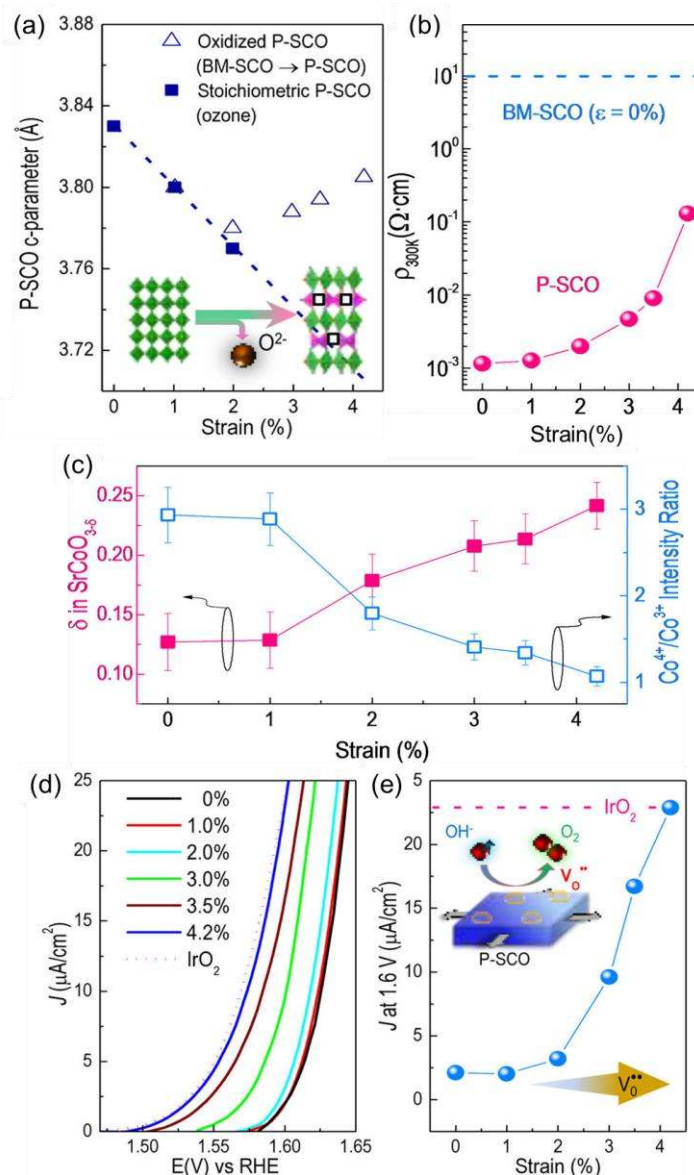 (a)
3.88
3.84
3.80
3.76
3.72
P-SCO c-parameter (Å)
Oxidized P-SCO
(BM-SCO → P-SCO)
Stoichiometric P-SCO
(ozone)
O²⁻
0 1 2 3 4
Strain (%)
(b)
10¹
10⁰
10⁻¹
10⁻²
10⁻³
ρ₃₀₀K(Ω·cm)
BM-SCO (ε = 0%)
P-SCO
0 1 2 3 4
Strain(%)
(c)
0.25
0.20
0.15
0.10
δ in SrCoO₃₋δ
3
2
1
Co⁴⁺/Co³⁺ Intensity Ratio
0 1 2 3 4
Strain (%)
(d)
25
20
15
10
5
0
J (μA/cm²)
0%
1.0%
2.0%
3.0%
3.5%
4.2%
IrO₂
1.50 1.55 1.60 1.65
E(V) vs RHE
(e)
25
20
15
10
5
0
J at 1.6 V (μA/cm²)
IrO₂
OH⁻
O₂
Vₒ••
P-SCO
V₀••
0 1 2 3 4
Strain (%)